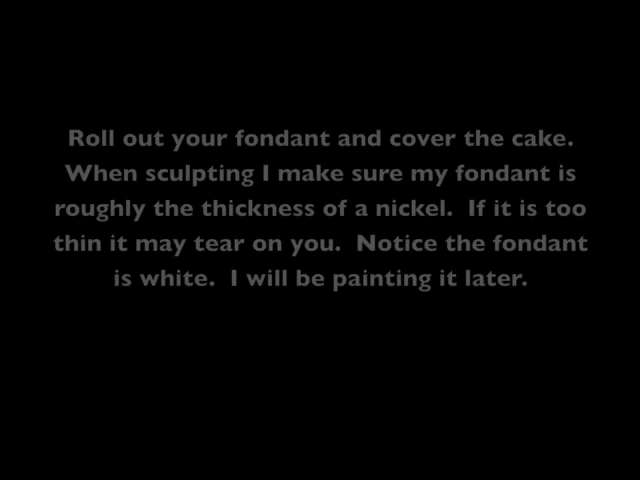 Roll out your fondant and cover the cake.
When sculpting I make sure my fondant is
roughly the thickness of a nickel.  If it is too
thin it may tear on you.  Notice the fondant
is white.  I will be painting it later.